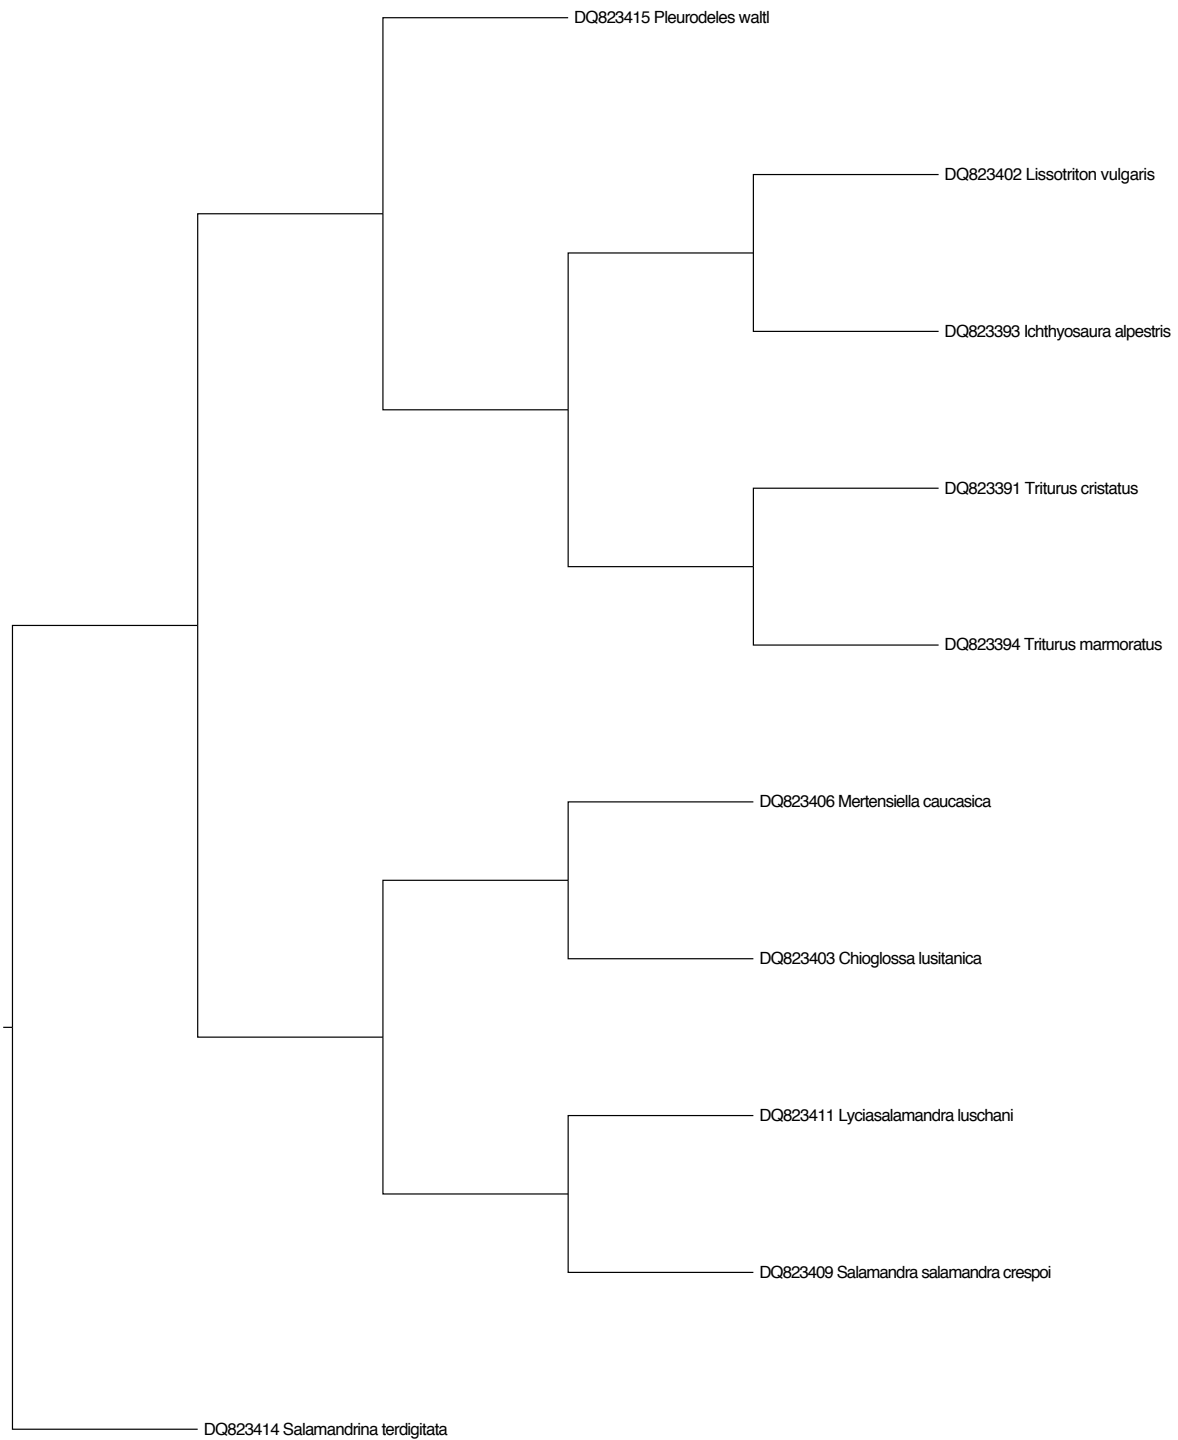 DQ823415 Pleurodeles waltl
DQ823402 Lissotriton vulgaris
DQ823393 Ichthyosaura alpestris
DQ823391 Triturus cristatus
DQ823394 Triturus marmoratus
DQ823406 Mertensiella caucasica
DQ823403 Chioglossa lusitanica
DQ823411 Lyciasalamandra luschani
DQ823409 Salamandra salamandra crespoi
DQ823414 Salamandrina terdigitata